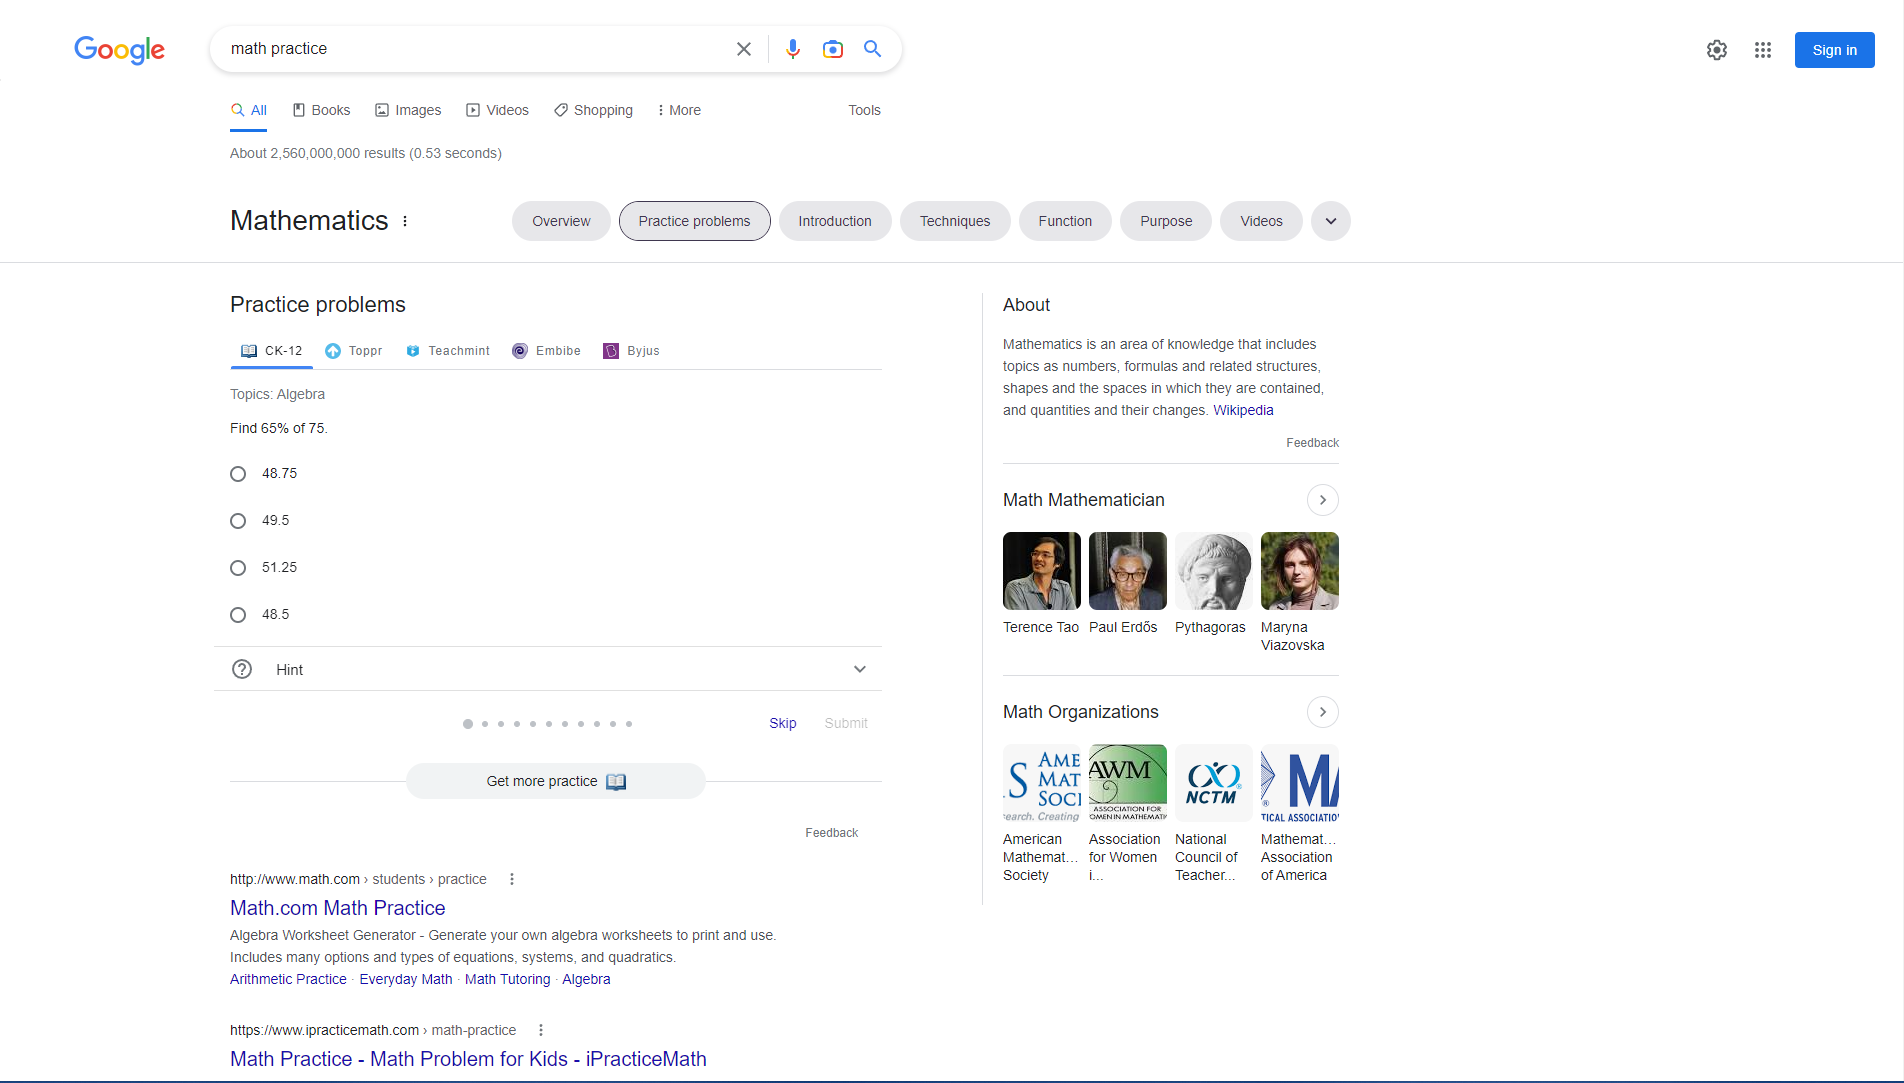 Google
math practice
Sign in
All
Books
Images
Videos
Shopping
More
Tools
About 2,560,000,000 results (0.53 seconds)
Mathematics
Overview
Practice problems
Introduction
Techniques
Function
Purpose
Videos
Practice problems
CK-12
Toppr
Teachmint
Embibe
Byjus
Topics: Algebra
Find 65% of 75.
48.75
49.5
51.25
48.5
Hint
Skip
Submit
Get more practice
Feedback
http://www.math.com › students › practice
Math.com Math Practice
Algebra Worksheet Generator - Generate your own algebra worksheets to print and use.
Includes many options and types of equations, systems, and quadratics.
Arithmetic Practice · Everyday Math · Math Tutoring · Algebra
https://www.ipracticemath.com › math-practice
Math Practice - Math Problem for Kids - iPracticeMath
About
Mathematics is an area of knowledge that includes
topics as numbers, formulas and related structures,
shapes and the spaces in which they are contained,
and quantities and their changes. Wikipedia
Feedback
Math Mathematician
Terence Tao
Paul Erdős
Pythagoras
Maryna
Viazovska
Math Organizations
AME
MAT
SOCI
earch. Creating
AWM
ASSOCIATION FOR
OMEN IN MATHEMATI
NCTM
MA
TICAL ASSOCIATIO
American
Mathemat...
Society
Association
for Women
i...
National
Council of
Teacher...
Mathemat...
Association
of America